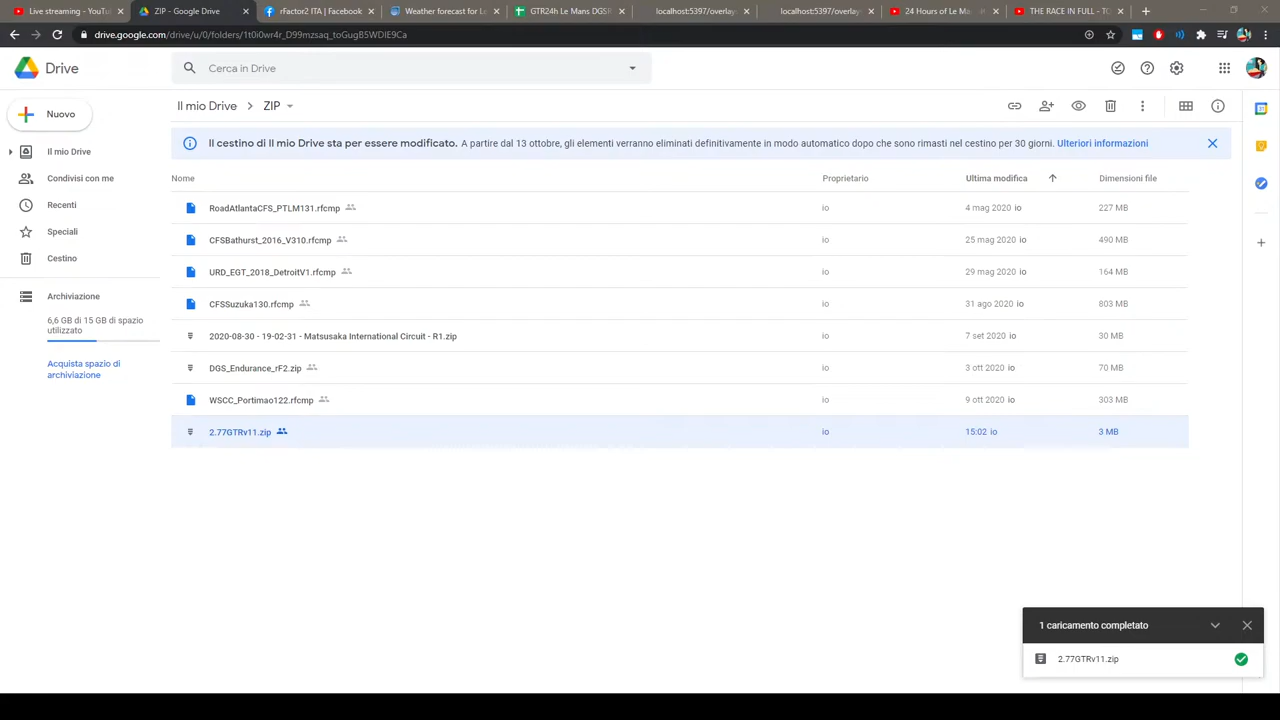 Live streaming - YouTu
ZIP - Google Drive
rFactor2 ITA | Facebook
Weather forecast for Le
GTR24h Le Mans DGSR
localhost:5397/overlay
localhost:5397/overlay
24 Hours of Le M
THE RACE IN FULL - TO
drive.google.com/drive/u/0/folders/1t0i0wr4r_D99mzsaq_toGugB5WDIE9Ca
Drive
Cerca in Drive
Nuovo
Il mio Drive
Condivisi con me
Recenti
Speciali
Cestino
Archiviazione
6,6 GB di 15 GB di spazio
utilizzato
Acquista spazio di
archiviazione
Il mio Drive > ZIP
Il cestino di Il mio Drive sta per essere modificato. A partire dal 13 ottobre, gli elementi verranno eliminati definitivamente in modo automatico dopo che sono rimasti nel cestino per 30 giorni. Ulteriori informazioni
Nome Proprietario Ultima modifica Dimensioni file
RoadAtlantaCFS_PTLM131.rfcmp io 4 mag 2020 io 227 MB
CFSBathurst_2016_V310.rfcmp io 25 mag 2020 io 490 MB
URD_EGT_2018_DetroitV1.rfcmp io 29 mag 2020 io 164 MB
CFSSuzuka130.rfcmp io 31 ago 2020 io 803 MB
2020-08-30 - 19-02-31 - Matsusaka International Circuit - R1.zip io 7 set 2020 io 30 MB
DGS_Endurance_rF2.zip io 3 ott 2020 io 70 MB
WSCC_Portimao122.rfcmp io 9 ott 2020 io 303 MB
2.77GTRv11.zip io 15:02 io 3 MB
1 caricamento completato
2.77GTRv11.zip